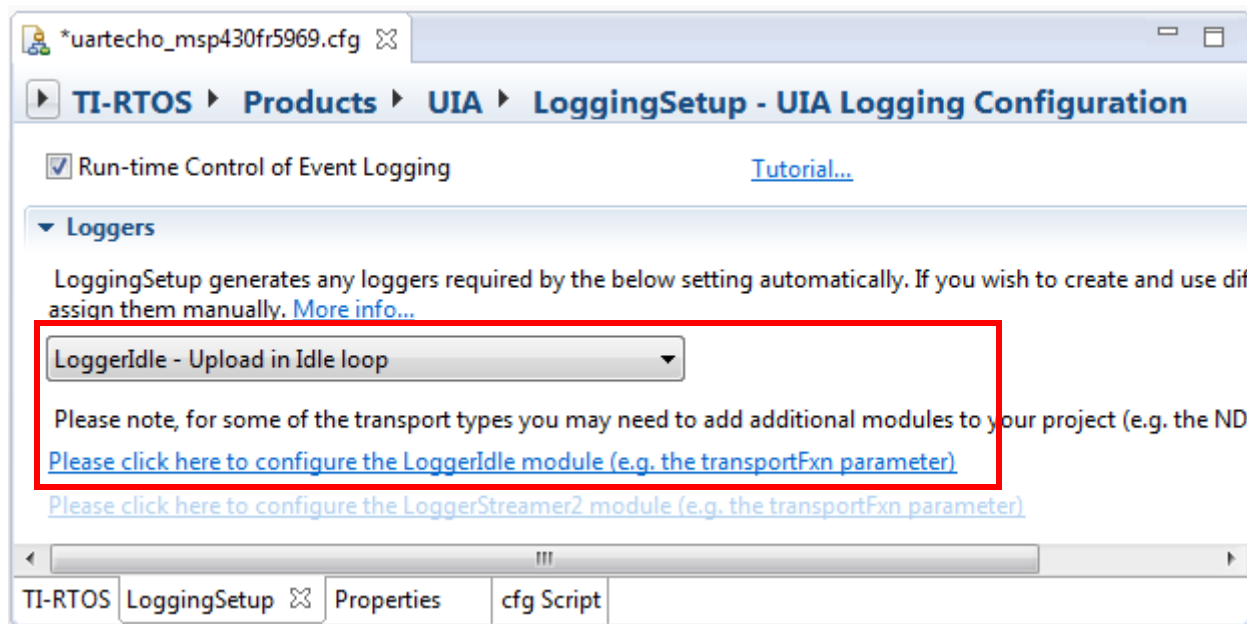 *uartecho_msp430fr5969.cfg
TI-RTOS Products UIA LoggingSetup - UIA Logging Configuration
Run-time Control of Event Logging Tutorial...
Loggers
LoggingSetup generates any loggers required by the below setting automatically. If you wish to create and use dif
assign them manually. More info...
LoggerIdle - Upload in Idle loop
Please note, for some of the transport types you may need to add additional modules to your project (e.g. the ND
Please click here to configure the LoggerIdle module (e.g. the transportFxn parameter)
Please click here to configure the LoggerStreamer2 module (e.g. the transportFxn parameter)
TI-RTOS LoggingSetup Properties cfg Script